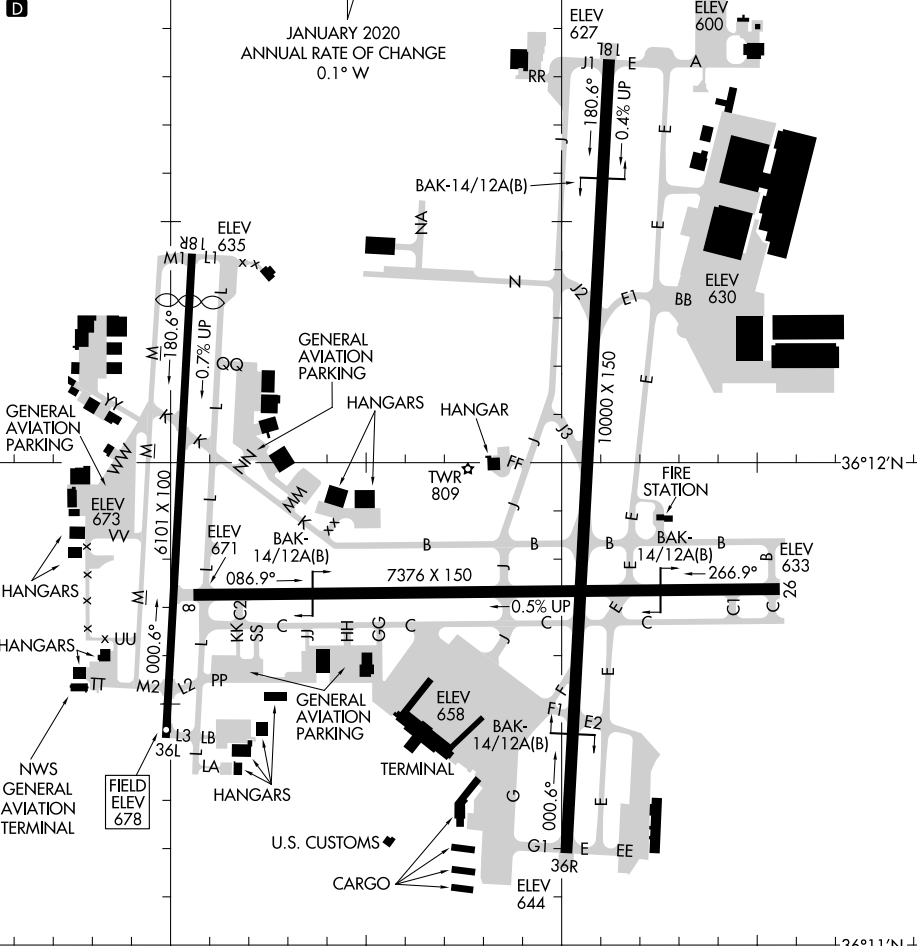 D
JANUARY 2020
ANNUAL RATE OF CHANGE
0.1° W
ELEV
627
ELEV
600
18L
J1
E
A
RR
180.6°
0.4% UP
J
E
BAK-14/12A(B)
NA
E
ELEV
635
18R
M1
L1
x x
N
J2
E1
BB
ELEV
630
L
M
180.6°
0.7% UP
QQ
GENERAL
AVIATION
PARKING
10000 X 150
E
HANGARS
HANGAR
YY
K
L
GENERAL
AVIATION
PARKING
K
J
J3
M
WW
NN
FF
TWR
809
36°12'N
FIRE
STATION
MM
L
6101 X 100
ELEV
673
K
x x
J
E
VV
ELEV
671
BAK-
14/12A(B)
BAK-
14/12A(B)
B
B
B
B
B
ELEV
633
x
L
J
E
HANGARS
x
086.9°
7376 X 150
266.9°
26
M
8
C2
0.5% UP
E
C1
C
x
KK
SS
C
JJ
HH
GG
C
C
C
x
UU
HANGARS
000.6°
L
J
E
TT
M2
L2
PP
F
GENERAL
AVIATION
PARKING
ELEV
658
F1
E2
BAK-
14/12A(B)
L3
LB
36L
L
LA
TERMINAL
NWS
GENERAL
AVIATION
TERMINAL
FIELD
ELEV
678
HANGARS
G
000.6°
E
U.S. CUSTOMS
G1
E
EE
36R
CARGO
ELEV
644
36°11'N